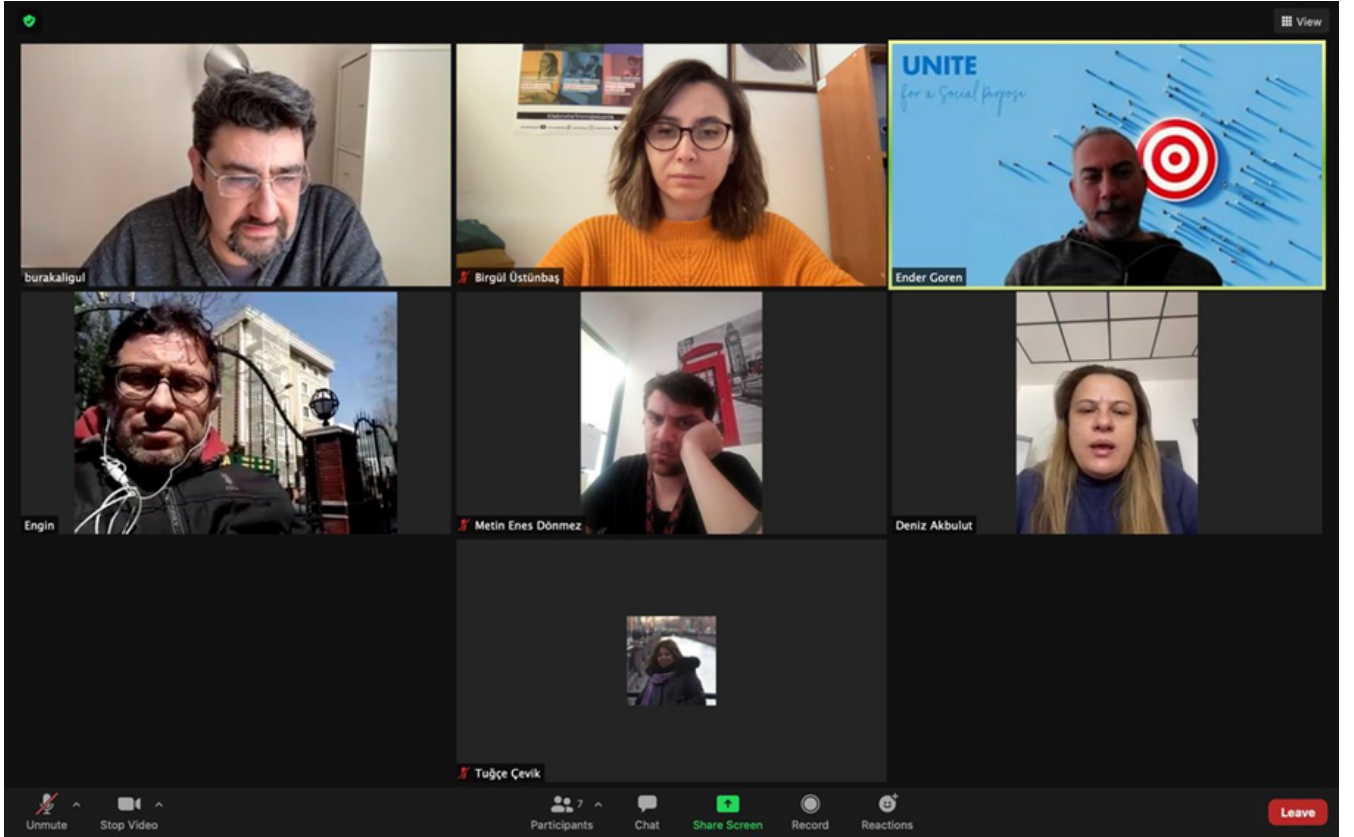 View
UNITE
for a Social Purpose
burakaligul
Birgül Üstünbaş
Ender Goren
Engin
Metin Enes Dönmez
Deniz Akbulut
Tuğçe Çevik
Unmute
Stop Video
Participants
7
Chat
Share Screen
Record
Reactions
Leave